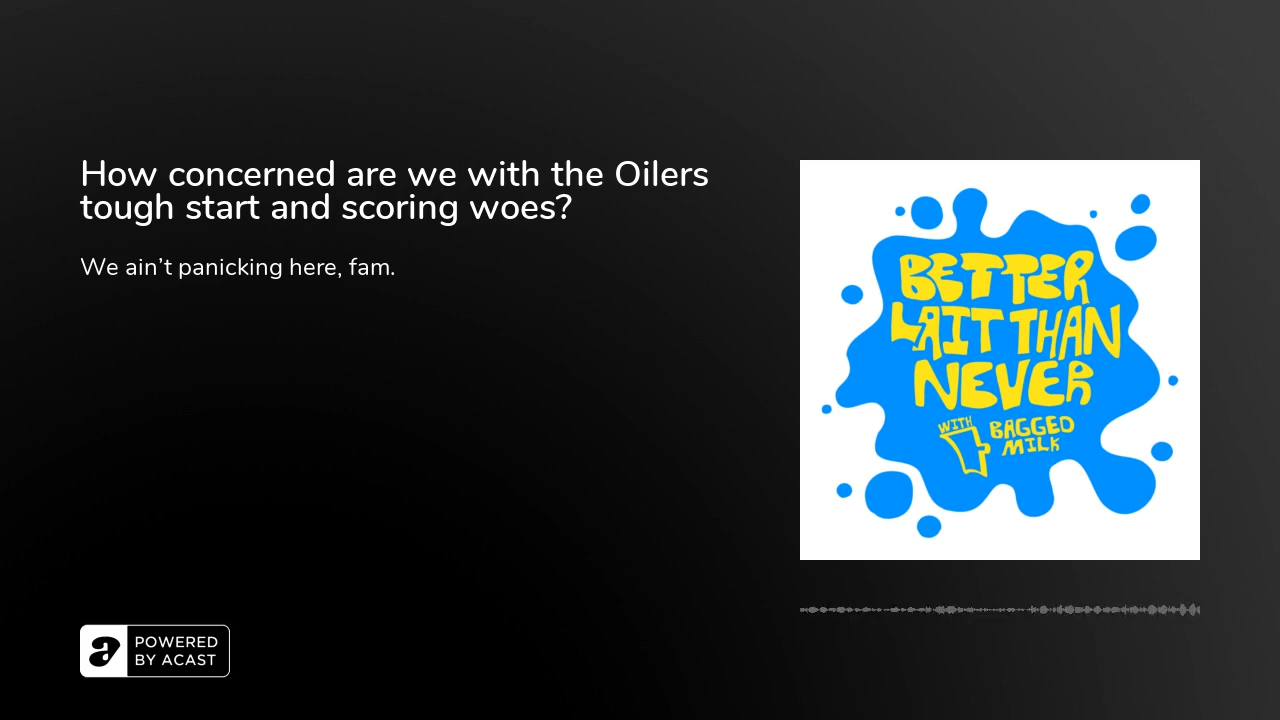 How concerned are we with the Oilers
tough start and scoring woes?
We ain’t panicking here, fam.
BETTER
LAIT THAN
NEVER
WITH BAGGED
MILK
a POWERED
BY ACAST